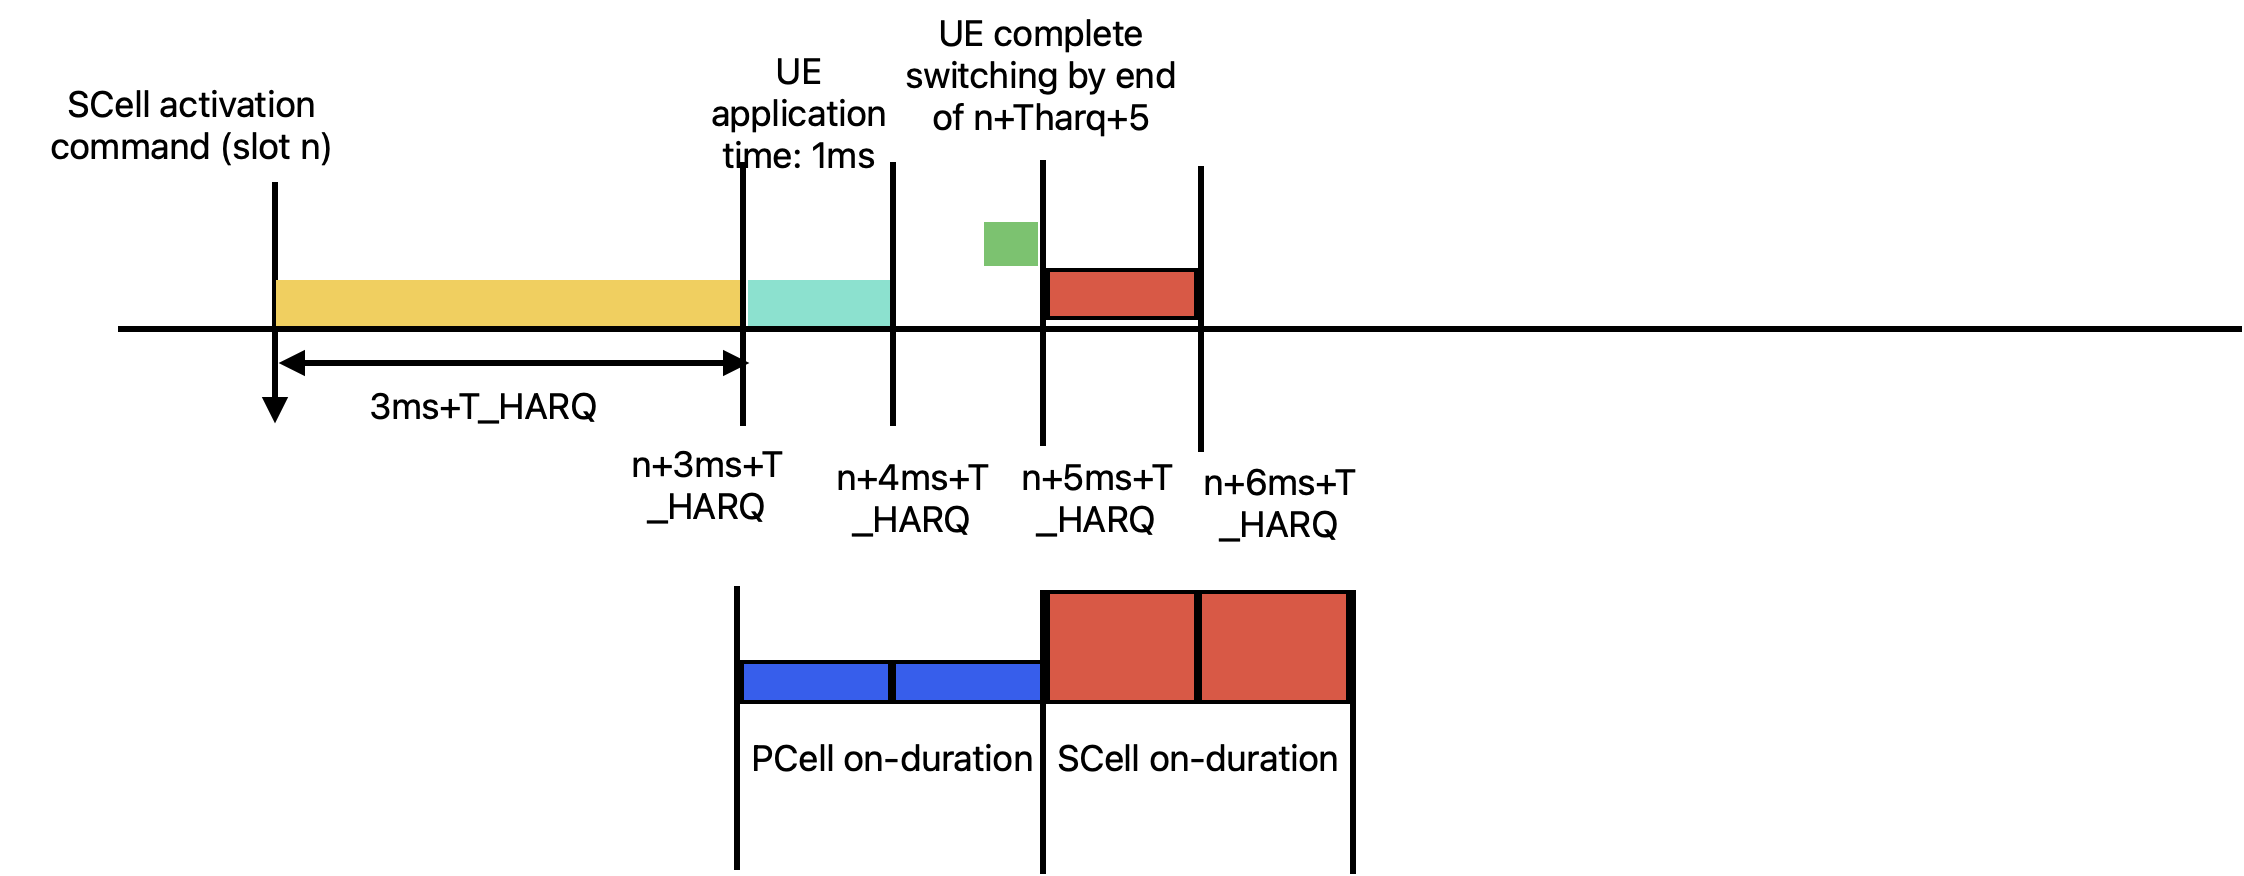 SCell activation
command (slot n)
UE
application
time: 1ms
UE complete
switching by end
of n+Tharq+5
3ms+T_HARQ
n+3ms+T
_HARQ
n+4ms+T
_HARQ
n+5ms+T
_HARQ
n+6ms+T
_HARQ
PCell on-duration
SCell on-duration